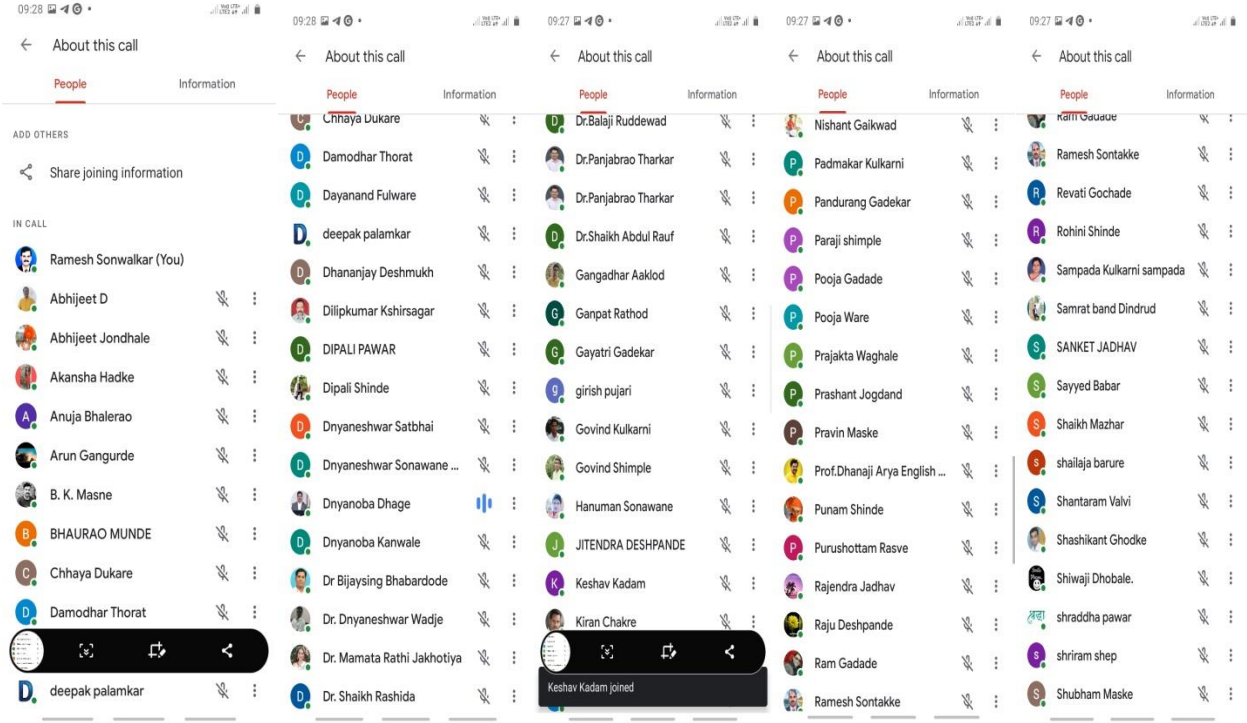 09:28
About this call
People Information
ADD OTHERS
Share joining information
IN CALL
Ramesh Sonwalkar (You)
Abhijeet D
Abhijeet Jondhale
Akansha Hadke
A Anuja Bhalerao
Arun Gangurde
B. K. Masne
B BHAURAO MUNDE
C Chhaya Dukare
D Damodhar Thorat
D deepak palamkar
09:28
About this call
People Information
C Chhaya Dukare
D Damodhar Thorat
D Dayanand Fulware
D deepak palamkar
D Dhananjay Deshmukh
Dilipkumar Kshirsagar
D DIPALI PAWAR
Dipali Shinde
D Dnyaneshwar Satbhai
D Dnyaneshwar Sonawane ...
Dnyanoba Dhage
D Dnyanoba Kanwale
Dr Bijaysing Bhabardode
Dr. Dnyaneshwar Wadje
Dr. Mamata Rathi Jakhotiya
D Dr. Shaikh Rashida
09:27
About this call
People Information
D Dr.Balaji Ruddewad
Dr.Panjabrao Tharkar
Dr.Panjabrao Tharkar
D Dr.Shaikh Abdul Rauf
Gangadhar Aaklod
G Ganpat Rathod
G Gayatri Gadekar
g girish pujari
Govind Kulkarni
Govind Shimple
Hanuman Sonawane
J JITENDRA DESHPANDE
K Keshav Kadam
Kiran Chakre
Keshav Kadam joined
09:27
About this call
People Information
Nishant Gaikwad
P Padmakar Kulkarni
P Pandurang Gadekar
P Paraji shimple
P Pooja Gadade
P Pooja Ware
P Prajakta Waghale
P Prashant Jogdand
P Pravin Maske
Prof.Dhanaji Arya English ...
Punam Shinde
P Purushottam Rasve
Rajendra Jadhav
Raju Deshpande
Ram Gadade
Ramesh Sontakke
09:27
About this call
People Information
Ram Gadade
Ramesh Sontakke
R Revati Gochade
R Rohini Shinde
Sampada Kulkarni sampada
Samrat band Dindrud
S SANKET JADHAV
S Sayyed Babar
S Shaikh Mazhar
s shailaja barure
S Shantaram Valvi
Shashikant Ghodke
Shiwaji Dhobale.
श्रद्धा shraddha pawar
s shriram shep
S Shubham Maske